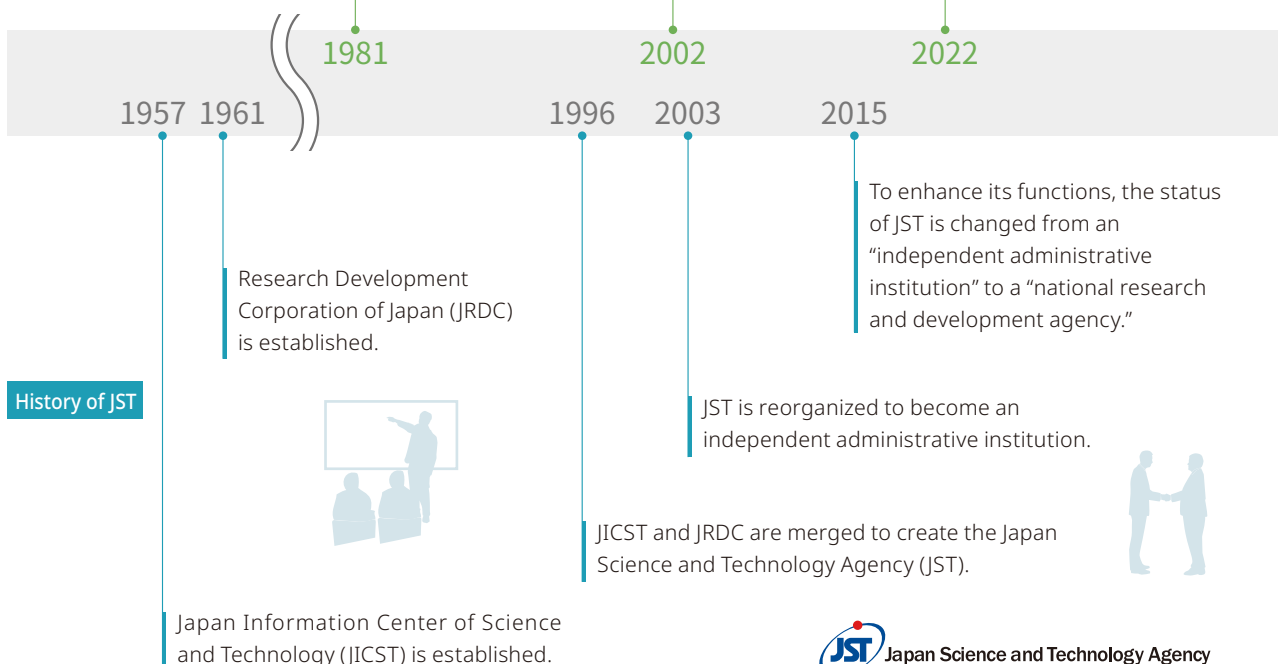 1981
2002
2022
1957
1961
1996
2003
2015
To enhance its functions, the status
of JST is changed from an
“independent administrative
institution” to a “national research
and development agency.”
Research Development
Corporation of Japan (JRDC)
is established.
History of JST
JST is reorganized to become an
independent administrative institution.
JICST and JRDC are merged to create the Japan
Science and Technology Agency (JST).
Japan Information Center of Science
and Technology (JICST) is established.
JST Japan Science and Technology Agency